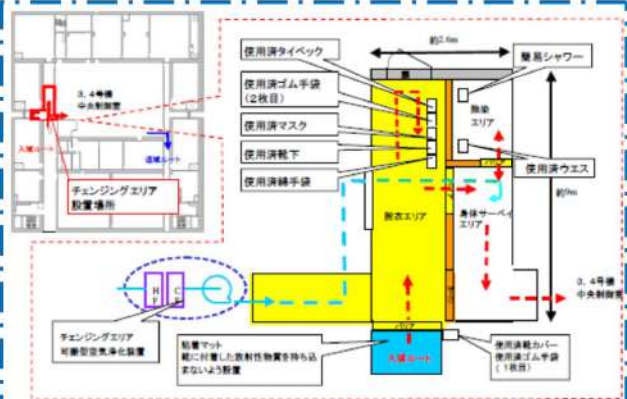 3，4号機
中央制御室
入域ルート
退域ルート
チェンジングエリア
設置場所
使用済タイベック
使用済ゴム手袋
（2枚目）
使用済マスク
使用済靴下
使用済綿手袋
約2.6m
扉
簡易シャワー
除染
エリア
バリア
使用済ウエス
約9m
脱衣エリア
身体サーベイ
エリア
3，4号機
中央制御室
チェンジングエリア
可搬型空気浄化装置
粘着マット
靴に付着した放射性物質を持ち込
まないよう設置
バリア
入域ルート
使用済靴カバー
使用済ゴム手袋
（1枚目）